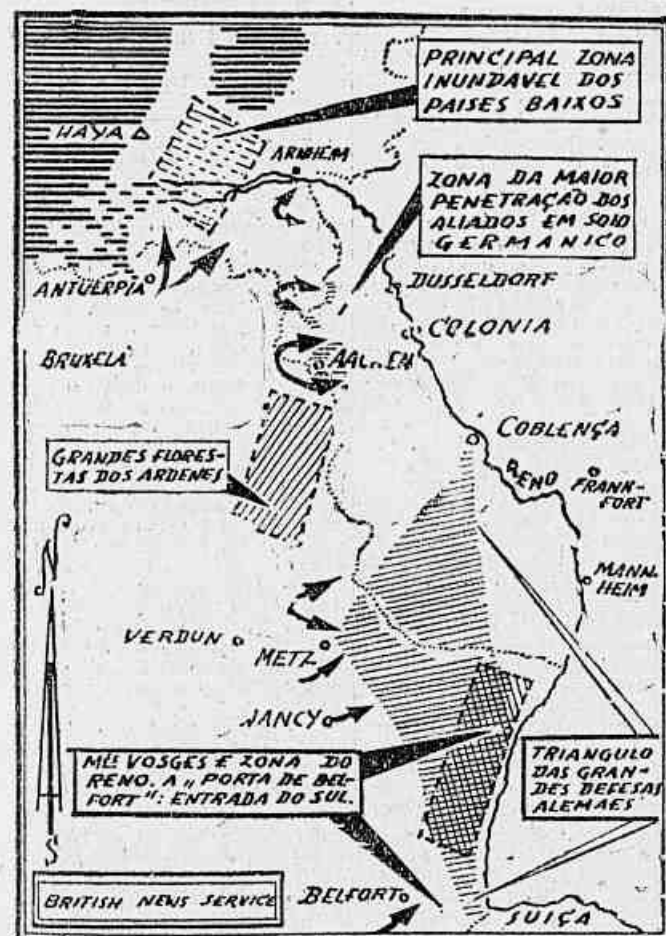 PRINCIPAL ZONA
INUNDAVEL DOS
PAISES BAIXOS
HAYA
ARNHEM
ZONA DA MAIOR
PENETRAÇÃO DOS
ALIADOS EM SOLO
GERMANICO
ANTUERPIA
DUSSELDORF
COLONIA
BRUXELA
AACHEN
COBLENÇA
GRANDES FLORES-
TAS DOS ARDENES
RENO
FRANK-
FORT
N
MANN-
HEIM
VERDUN
METZ
NANCY
Mts VOSGES E ZONA DO
RENO. A „PORTA DE BEL-
FORT": ENTRADA DO SUL.
TRIANGULO
DAS GRAN-
DES DEFESAS
ALEMAES
S
BRITISH NEWS SERVICE
BELFORT
SUIÇA